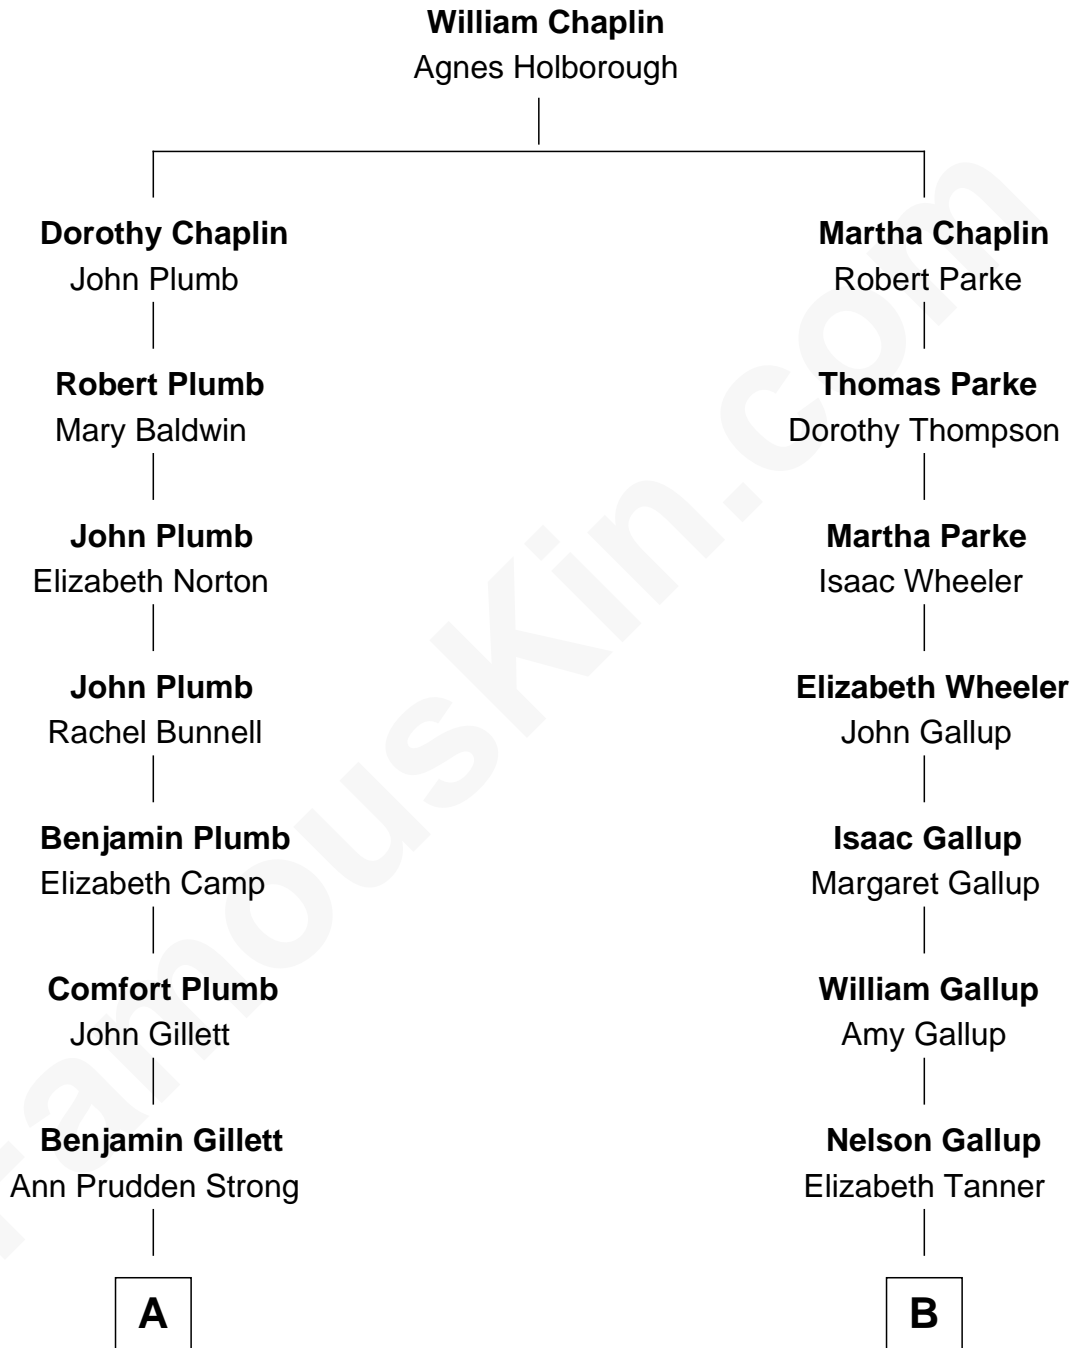 William Chaplin
Agnes Holborough
Dorothy Chaplin
John Plumb
Martha Chaplin
Robert Parke
Robert Plumb
Mary Baldwin
Thomas Parke
Dorothy Thompson
John Plumb
Elizabeth Norton
Martha Parke
Isaac Wheeler
John Plumb
Rachel Bunnell
Elizabeth Wheeler
John Gallup
Benjamin Plumb
Elizabeth Camp
Isaac Gallup
Margaret Gallup
Comfort Plumb
John Gillett
William Gallup
Amy Gallup
Benjamin Gillett
Ann Prudden Strong
Nelson Gallup
Elizabeth Tanner
A
B
FamousKin.com